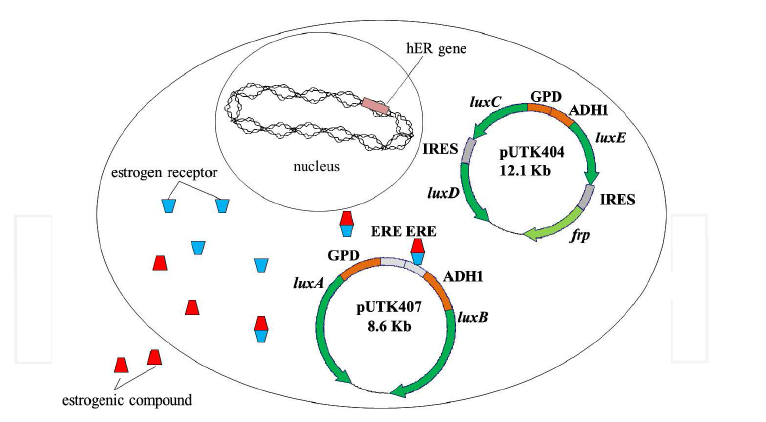 hER gene
nucleus
estrogen receptor
estrogenic compound
luxC
GPD
ADH1
luxE
IRES
pUTK404
12.1 Kb
luxD
IRES
frp
ERE ERE
GPD
ADH1
luxA
pUTK407
8.6 Kb
luxB